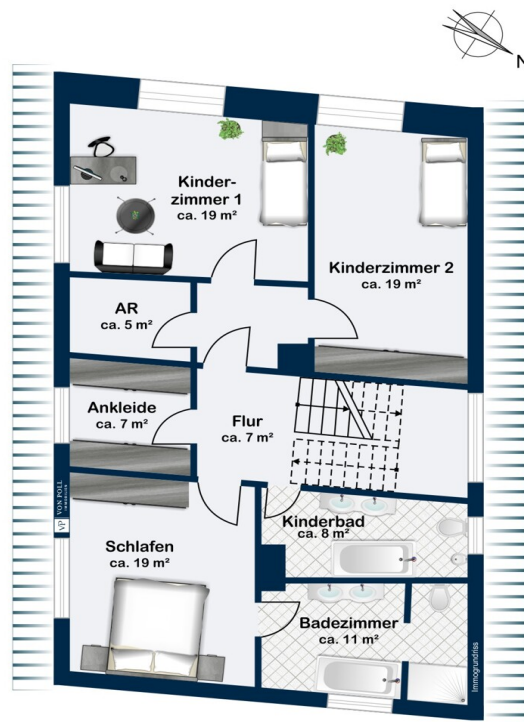 N
Kinder-
zimmer 1
ca. 19 m²
Kinderzimmer 2
ca. 19 m²
AR
ca. 5 m²
Ankleide
ca. 7 m²
Flur
ca. 7 m²
Kinderbad
ca. 8 m²
Schlafen
ca. 19 m²
Badezimmer
ca. 11 m²
VP
VON POLL
IMMOBILIEN
Immogrundriss